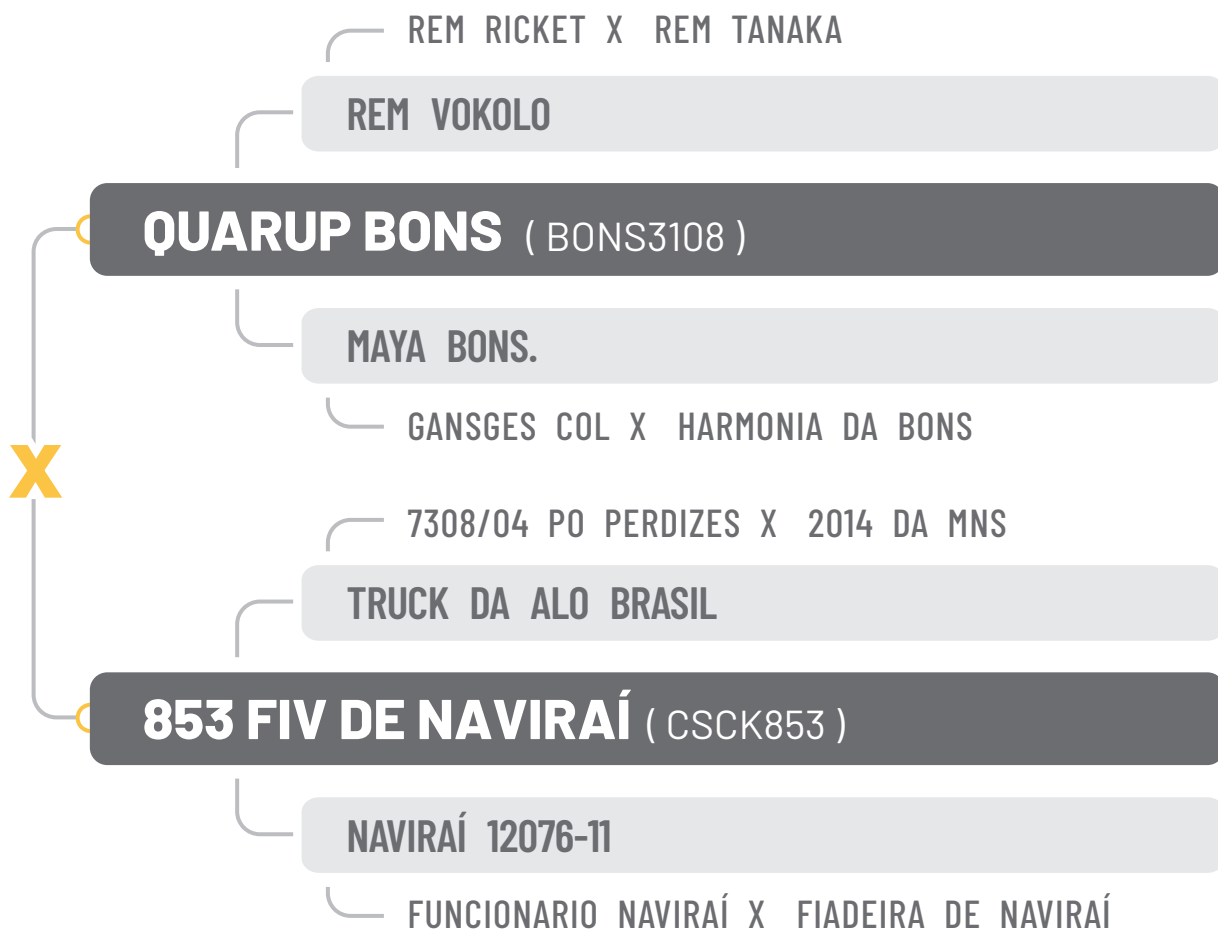 REM RICKET X REM TANAKA
REM VOKOLO
QUARUP BONS ( BONS3108 )
MAYA BONS.
GANSGES COL X HARMONIA DA BONS
X
7308/04 PO PERDIZES X 2014 DA MNS
TRUCK DA ALO BRASIL
853 FIV DE NAVIRAÍ ( CSCK853 )
NAVIRAÍ 12076-11
FUNCIONARIO NAVIRAÍ X FIADEIRA DE NAVIRAÍ